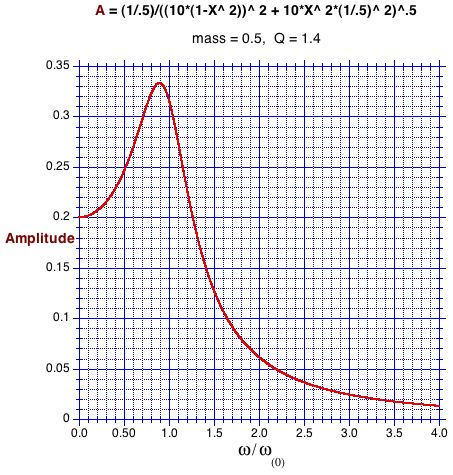 A = (1/.5)/((10*(1-X^ 2))^ 2 + 10*X^ 2*(1/.5)^ 2)^.5
mass = 0.5, Q = 1.4
0.35
0.3
0.25
0.2
Amplitude
0.15
0.1
0.05
0
0.0 0.50 1.0 1.5 2.0 2.5 3.0 3.5 4.0
ω/ω(0)